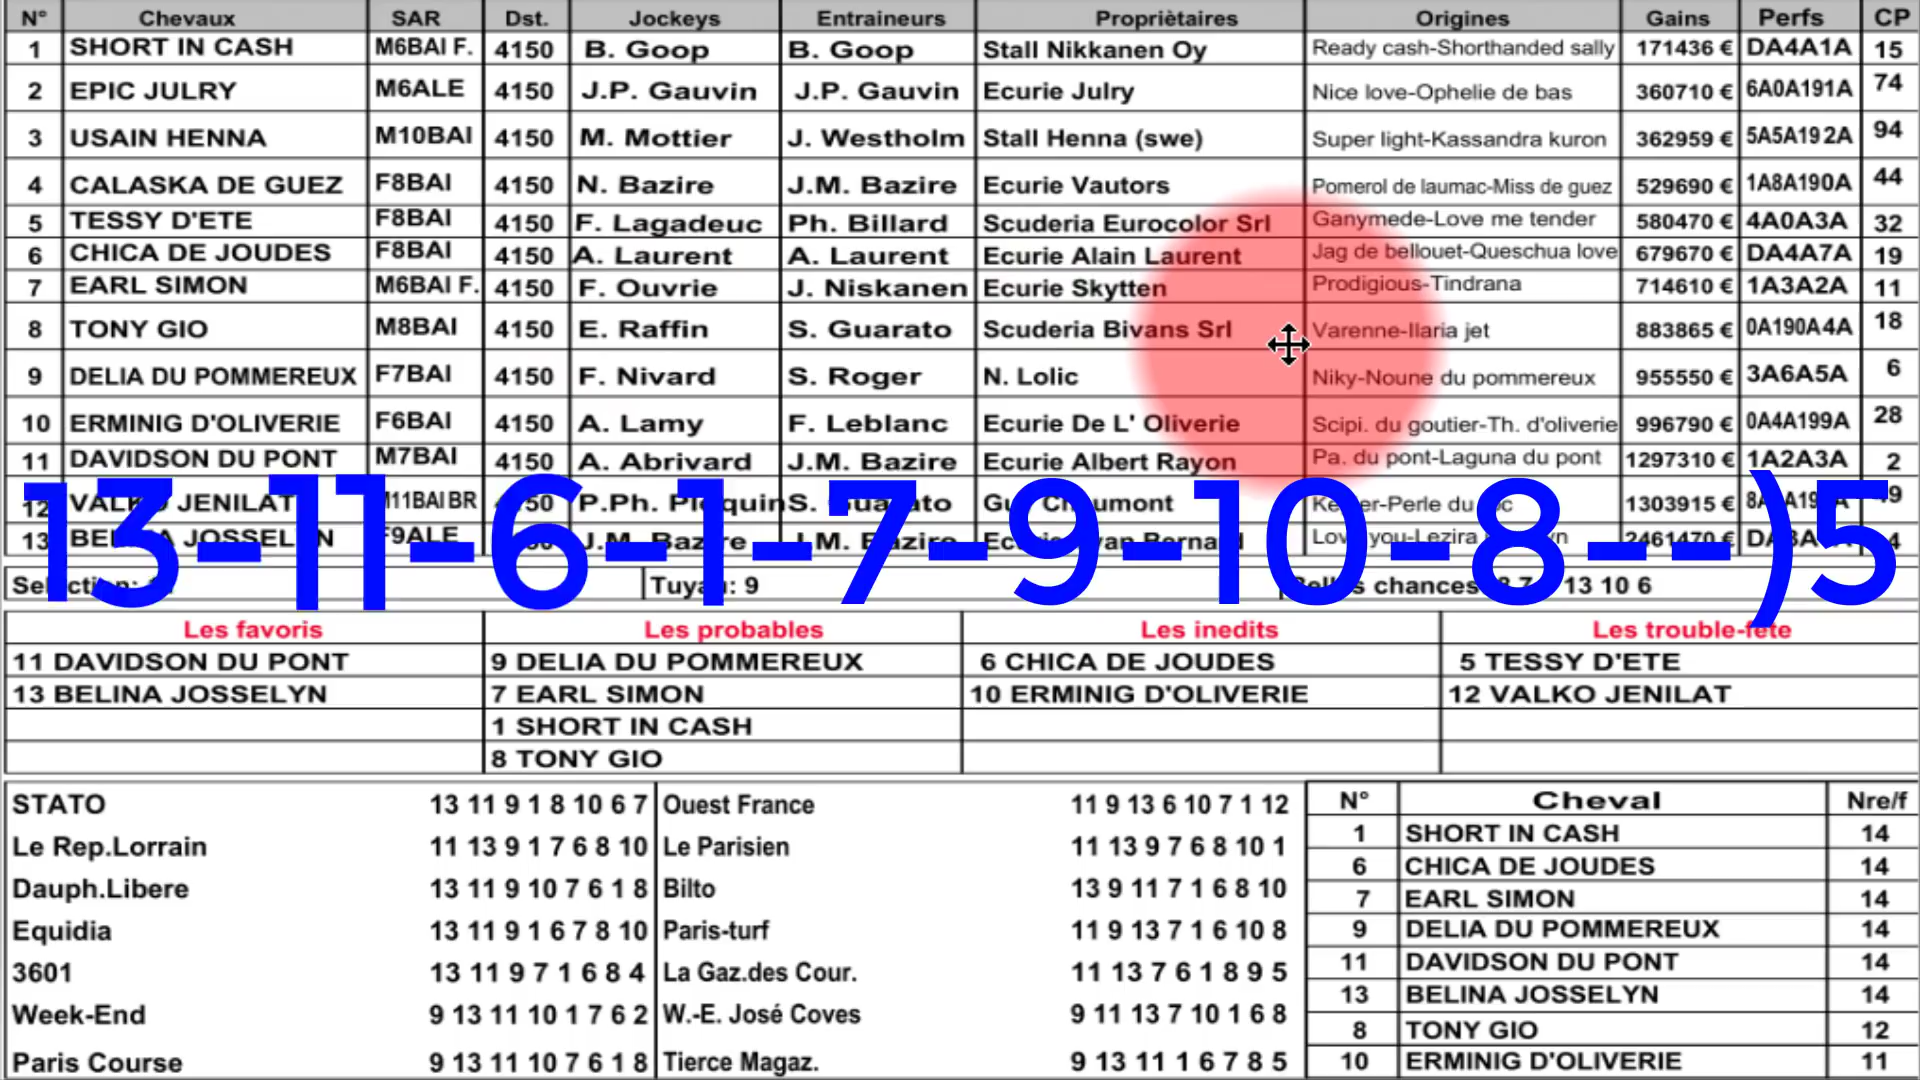 N° Chevaux SAR Dst. Jockeys Entraineurs Propriètaires Origines Gains Perfs CP
1 SHORT IN CASH M6BAI F. 4150 B. Goop B. Goop Stall Nikkanen Oy Ready cash-Shorthanded sally 171436 € DA4A1A 15
2 EPIC JULRY M6ALE 4150 J.P. Gauvin J.P. Gauvin Ecurie Julry Nice love-Ophelie de bas 360710 € 6A0A191A 74
3 USAIN HENNA M10BAI 4150 M. Mottier J. Westholm Stall Henna (swe) Super light-Kassandra kuron 362959 € 5A5A192A 94
4 CALASKA DE GUEZ F8BAI 4150 N. Bazire J.M. Bazire Ecurie Vautors Pomerol de laumac-Miss de guez 529690 € 1A8A190A 44
5 TESSY D'ETE F8BAI 4150 F. Lagadeuc Ph. Billard Scuderia Eurocolor Srl Ganymede-Love me tender 580470 € 4A0A3A 32
6 CHICA DE JOUDES F8BAI 4150 A. Laurent A. Laurent Ecurie Alain Laurent Jag de bellouet-Queschua love 679670 € DA4A7A 19
7 EARL SIMON M6BAI F. 4150 F. Ouvrie J. Niskanen Ecurie Skytten Prodigious-Tindrana 714610 € 1A3A2A 11
8 TONY GIO M8BAI 4150 E. Raffin S. Guarato Scuderia Bivans Srl Varenne-Ilaria jet 883865 € 0A190A4A 18
9 DELIA DU POMMEREUX F7BAI 4150 F. Nivard S. Roger N. Lolic Niky-Noune du pommereux 955550 € 3A6A5A 6
10 ERMINIG D'OLIVERIE F6BAI 4150 A. Lamy F. Leblanc Ecurie De L' Oliverie Scipi. du goutier-Th. d'oliverie 996790 € 0A4A199A 28
11 DAVIDSON DU PONT M7BAI 4150 A. Abrivard J.M. Bazire Ecurie Albert Rayon Pa. du pont-Laguna du pont 1297310 € 1A2A3A 2
12 VALKO JENILAT M11BAI BR P.Ph. Ploquin S. Guarato 1303915 €
13 BELINA JOSSELYN F9ALE J.M. Bazire J.M. Bazire 2461470 €
13-11-6-1-7-9-10-8--)5
Tuyau: 9 Belles chances 13 10 6
Les favoris Les probables Les inedits Les trouble-fete
11 DAVIDSON DU PONT 9 DELIA DU POMMEREUX 6 CHICA DE JOUDES 5 TESSY D'ETE
13 BELINA JOSSELYN 7 EARL SIMON 10 ERMINIG D'OLIVERIE 12 VALKO JENILAT
1 SHORT IN CASH
8 TONY GIO
STATO 13 11 9 1 8 10 6 7 Ouest France 11 9 13 6 10 7 1 12 N° Cheval Nre/f
Le Rep.Lorrain 11 13 9 1 7 6 8 10 Le Parisien 11 13 9 7 6 8 10 1 1 SHORT IN CASH 14
6 CHICA DE JOUDES 14
Dauph.Libere 13 11 9 10 7 6 1 8 Bilto 13 9 11 7 1 6 8 10 7 EARL SIMON 14
Equidia 13 11 9 1 6 7 8 10 Paris-turf 11 9 13 7 1 6 10 8 9 DELIA DU POMMEREUX 14
3601 13 11 9 7 1 6 8 4 La Gaz.des Cour. 11 13 7 6 1 8 9 5 11 DAVIDSON DU PONT 14
13 BELINA JOSSELYN 14
Week-End 9 13 11 10 1 7 6 2 W.-E. José Coves 9 11 13 7 10 1 6 8 8 TONY GIO 12
Paris Course 9 13 11 10 7 6 1 8 Tierce Magaz. 9 13 11 1 6 7 8 5 10 ERMINIG D'OLIVERIE 11